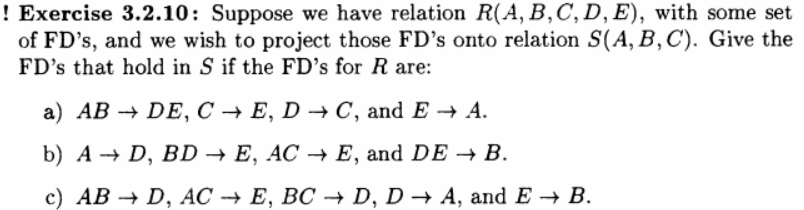 ! Exercise 3.2.10: Suppose we have relation R(A, B, C, D, E), with some set
of FD's, and we wish to project those FD's onto relation S(A, B, C). Give the
FD's that hold in S if the FD's for R are:
a) AB → DE, C → E, D → C, and E → A.
b) A → D, BD → E, AC → E, and DE → B.
c) AB → D, AC → E, BC → D, D → A, and E → B.